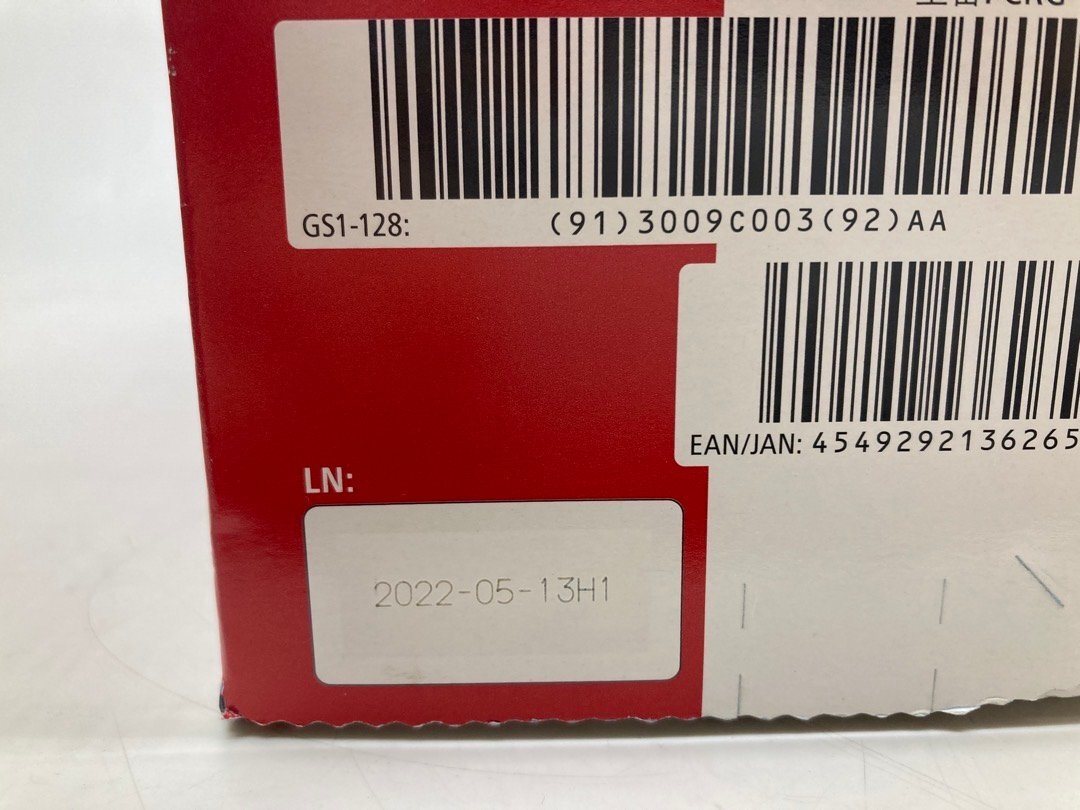 GS1-128: (91)3009C003(92)AA
EAN/JAN: 4549292136265
LN:
2022-05-13H1